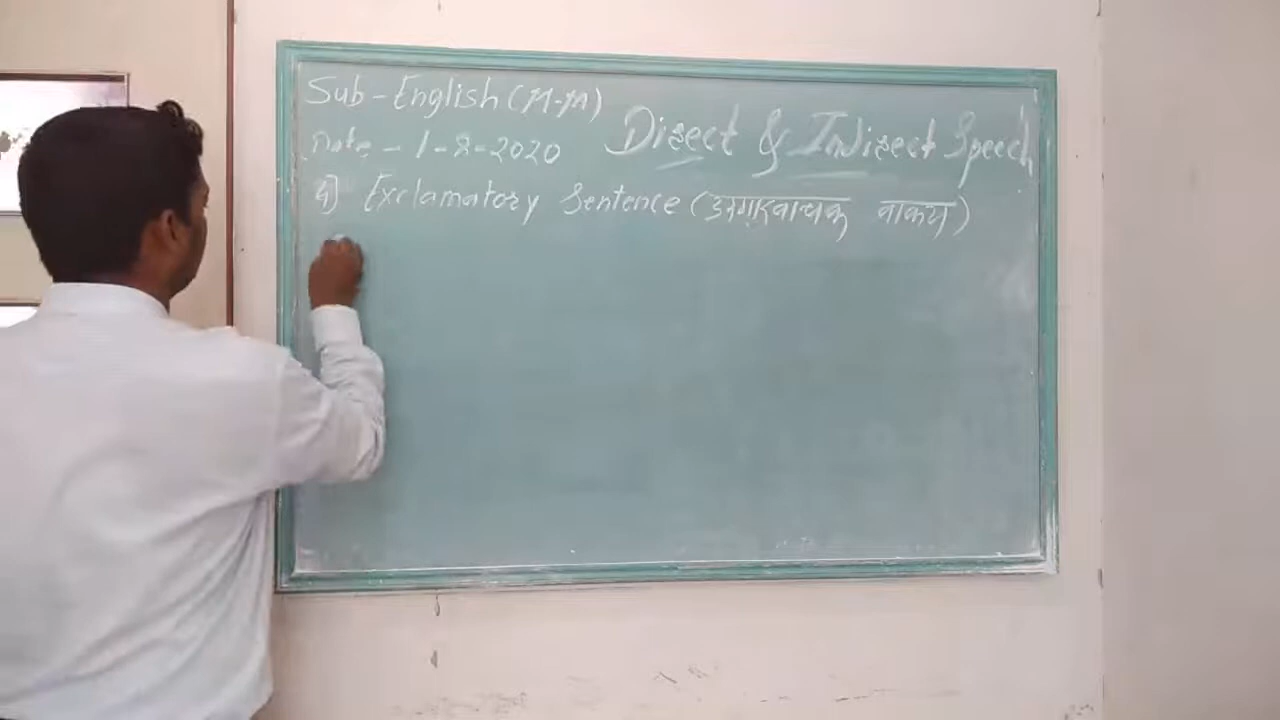 Sub - English (M.M)
Date - 1-8-2020
Direct & Indirect Speech
4] Exclamatory Sentence (उद्गारवाचक वाक्य)